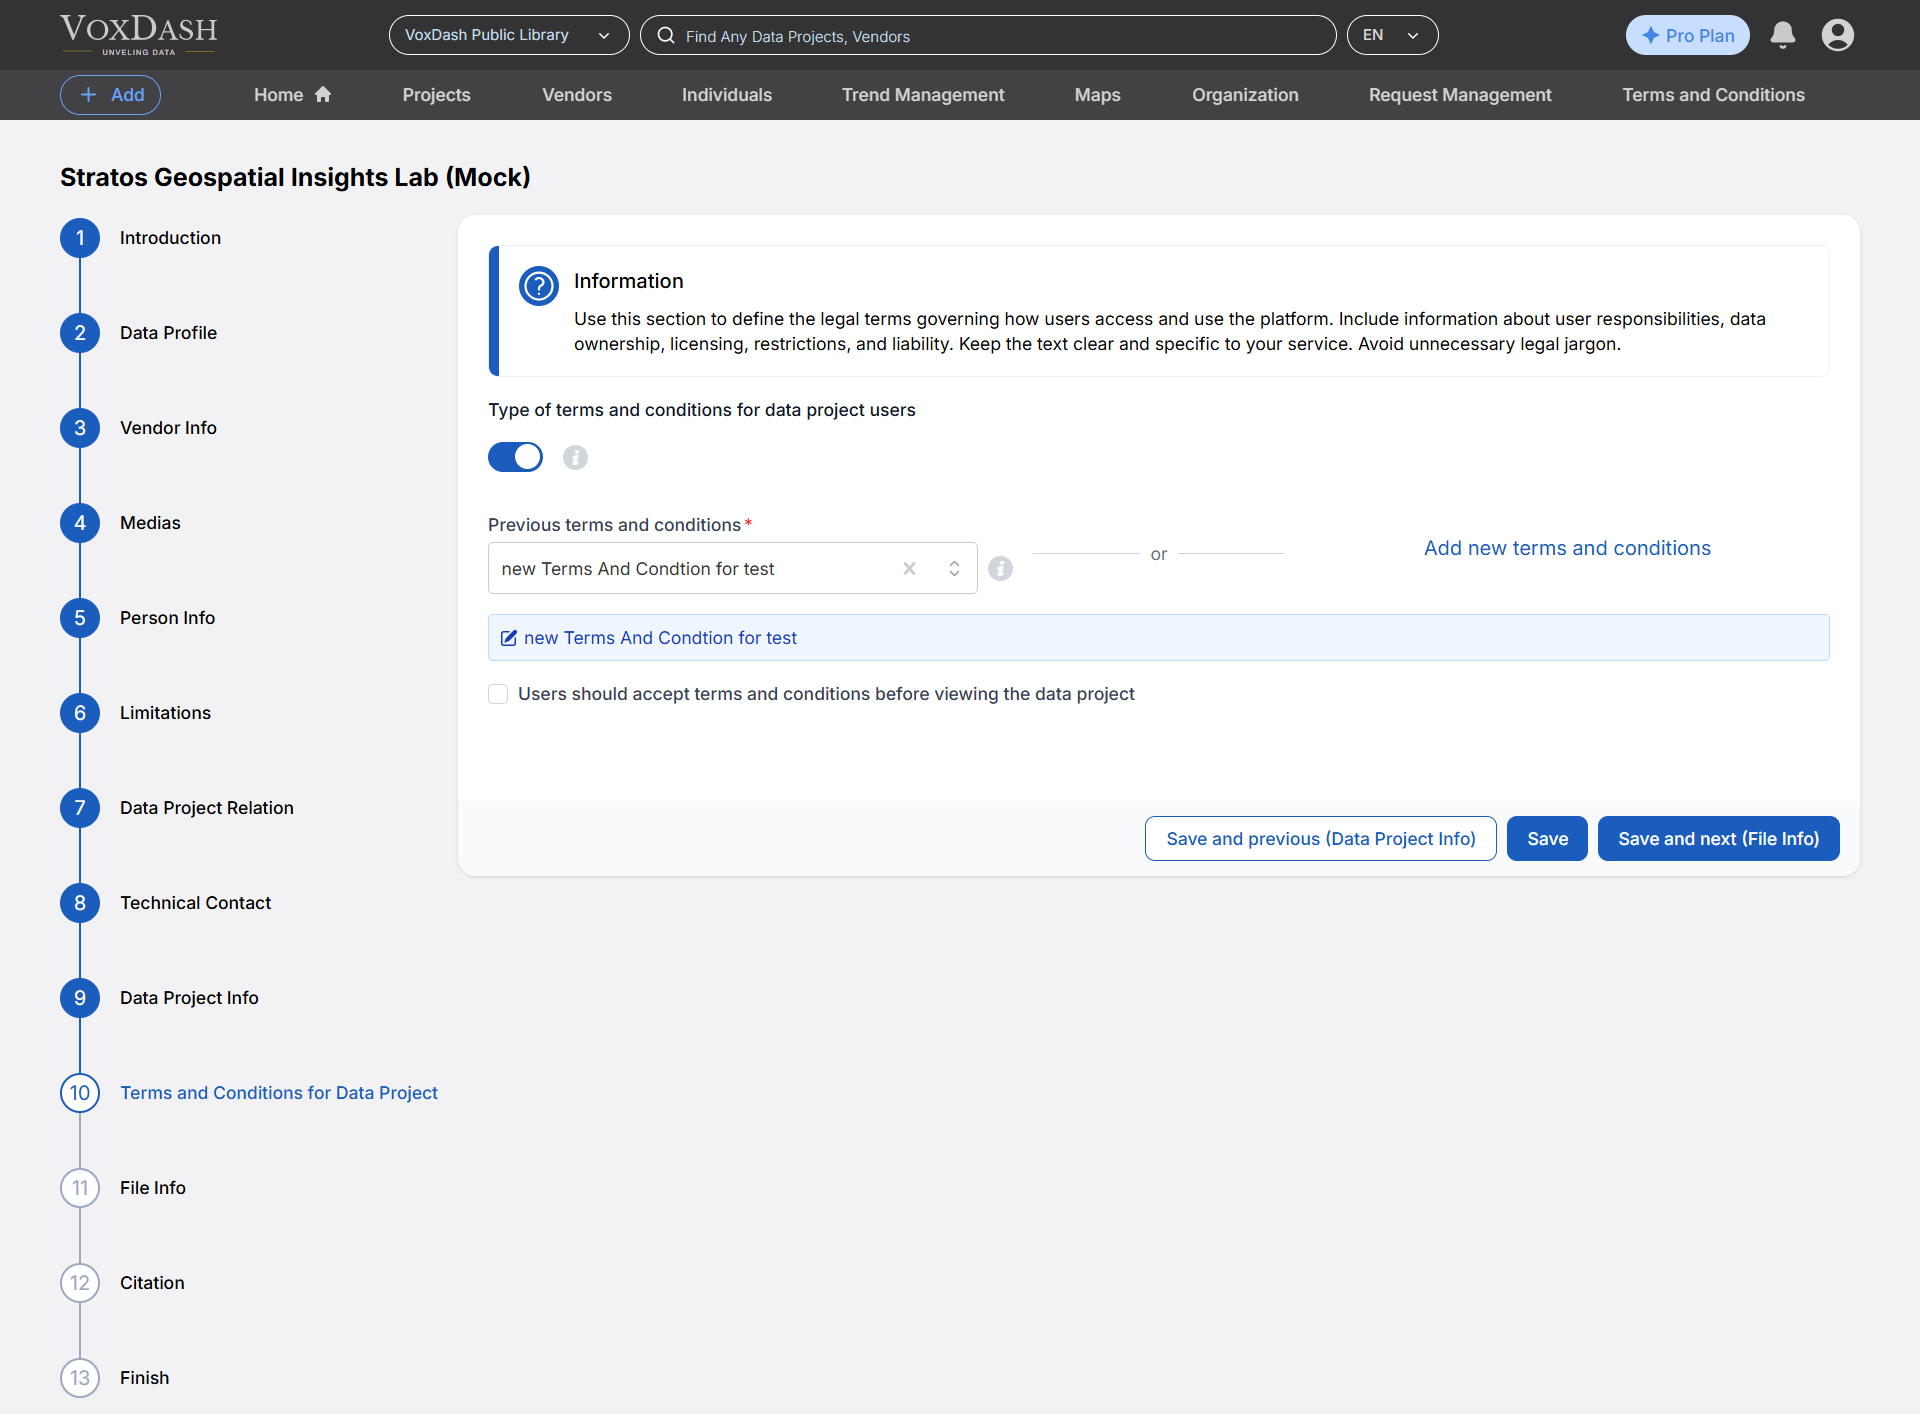 VOXDASH
UNVELING DATA
VoxDash Public Library
Find Any Data Projects, Vendors
EN
Pro Plan
Add
Home
Projects
Vendors
Individuals
Trend Management
Maps
Organization
Request Management
Terms and Conditions
Stratos Geospatial Insights Lab (Mock)
1 Introduction
2 Data Profile
3 Vendor Info
4 Medias
5 Person Info
6 Limitations
7 Data Project Relation
8 Technical Contact
9 Data Project Info
10 Terms and Conditions for Data Project
11 File Info
12 Citation
13 Finish
Information
Use this section to define the legal terms governing how users access and use the platform. Include information about user responsibilities, data
ownership, licensing, restrictions, and liability. Keep the text clear and specific to your service. Avoid unnecessary legal jargon.
Type of terms and conditions for data project users
Previous terms and conditions*
new Terms And Condtion for test
or
Add new terms and conditions
new Terms And Condtion for test
Users should accept terms and conditions before viewing the data project
Save and previous (Data Project Info)
Save
Save and next (File Info)